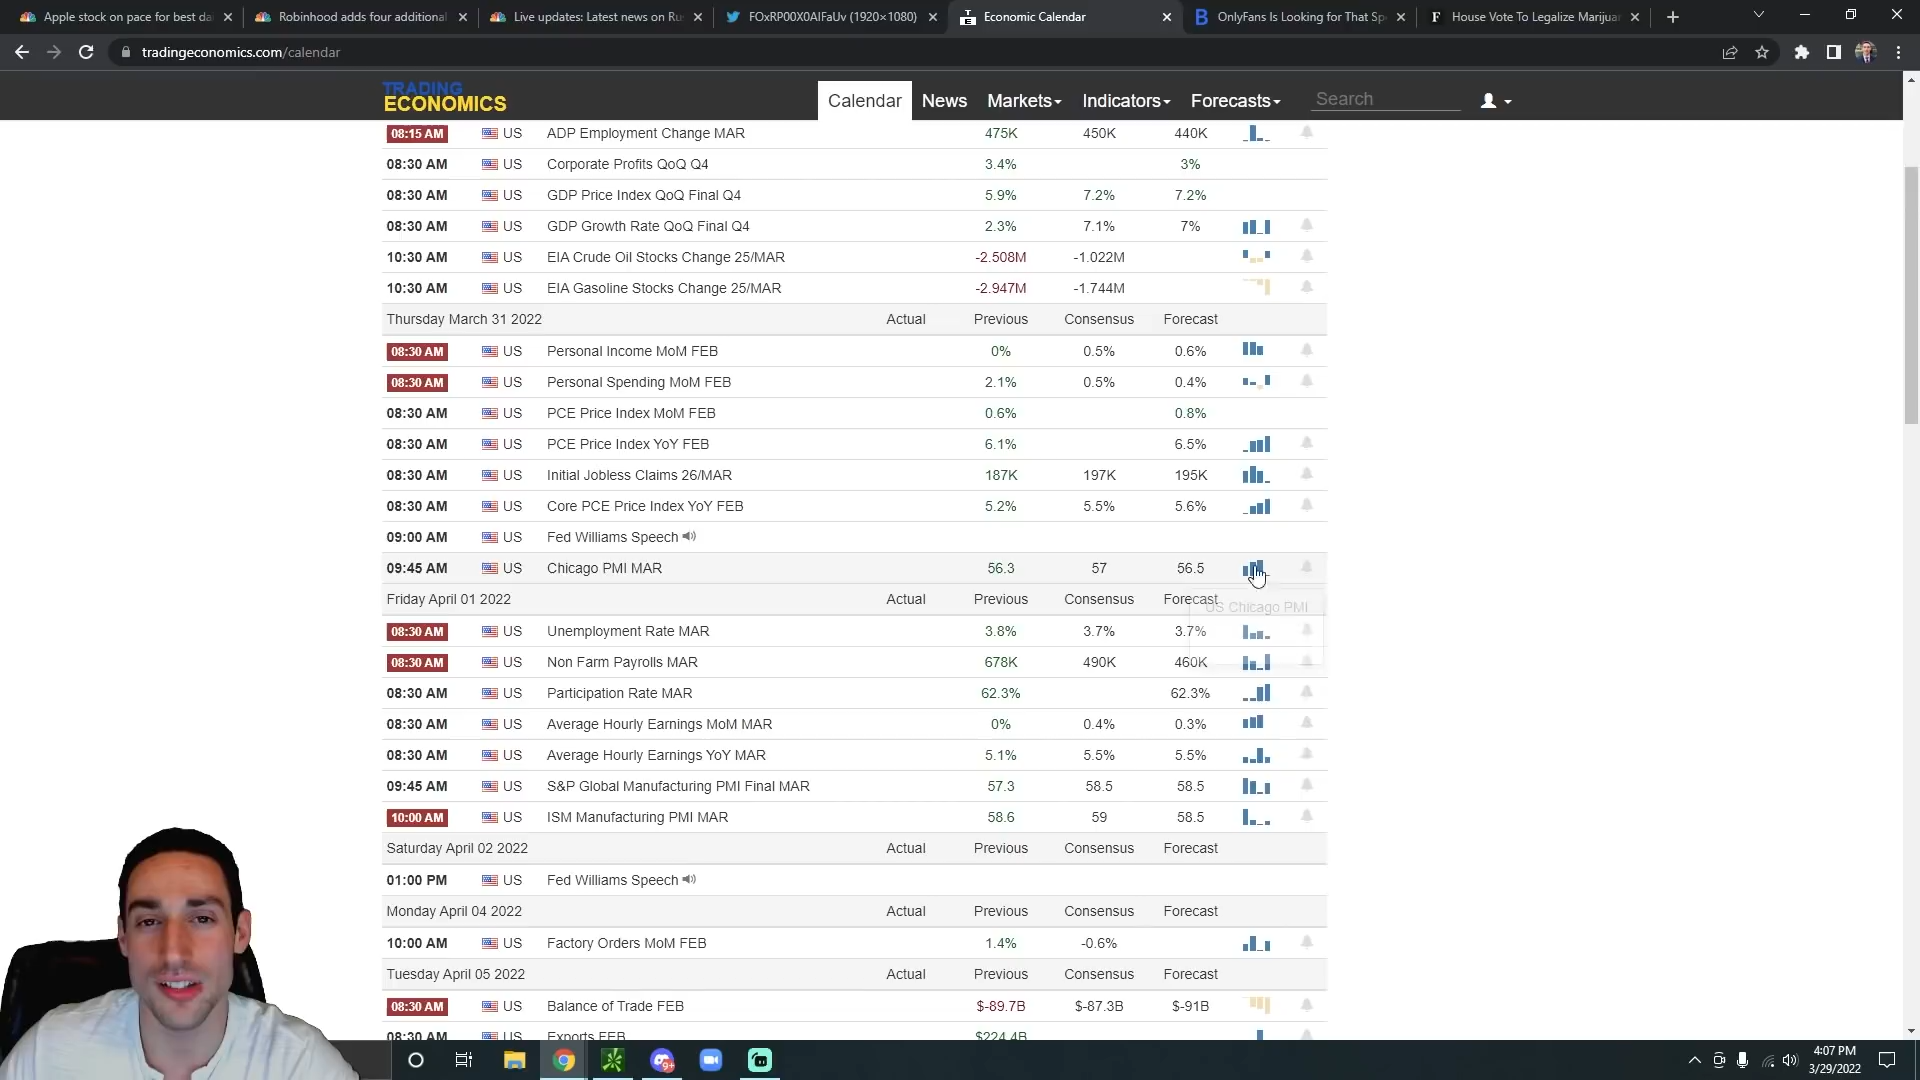 Apple stock on pace for best da
Robinhood adds four additional
Live updates: Latest news on Ru
FOxRP00X0AIFaUv (1920×1080)
Economic Calendar
OnlyFans Is Looking for That Sp
House Vote To Legalize Marijua
tradingeconomics.com/calendar
TRADING
ECONOMICS
Calendar News Markets Indicators Forecasts Search
08:15 AM US ADP Employment Change MAR 475K 450K 440K
08:30 AM US Corporate Profits QoQ Q4 3.4% 3%
08:30 AM US GDP Price Index QoQ Final Q4 5.9% 7.2% 7.2%
08:30 AM US GDP Growth Rate QoQ Final Q4 2.3% 7.1% 7%
10:30 AM US EIA Crude Oil Stocks Change 25/MAR -2.508M -1.022M
10:30 AM US EIA Gasoline Stocks Change 25/MAR -2.947M -1.744M
Thursday March 31 2022 Actual Previous Consensus Forecast
08:30 AM US Personal Income MoM FEB 0% 0.5% 0.6%
08:30 AM US Personal Spending MoM FEB 2.1% 0.5% 0.4%
08:30 AM US PCE Price Index MoM FEB 0.6% 0.8%
08:30 AM US PCE Price Index YoY FEB 6.1% 6.5%
08:30 AM US Initial Jobless Claims 26/MAR 187K 197K 195K
08:30 AM US Core PCE Price Index YoY FEB 5.2% 5.5% 5.6%
09:00 AM US Fed Williams Speech
09:45 AM US Chicago PMI MAR 56.3 57 56.5
Friday April 01 2022 Actual Previous Consensus Forecast
US Chicago PMI
08:30 AM US Unemployment Rate MAR 3.8% 3.7% 3.7%
08:30 AM US Non Farm Payrolls MAR 678K 490K 460K
08:30 AM US Participation Rate MAR 62.3% 62.3%
08:30 AM US Average Hourly Earnings MoM MAR 0% 0.4% 0.3%
08:30 AM US Average Hourly Earnings YoY MAR 5.1% 5.5% 5.5%
09:45 AM US S&P Global Manufacturing PMI Final MAR 57.3 58.5 58.5
10:00 AM US ISM Manufacturing PMI MAR 58.6 59 58.5
Saturday April 02 2022 Actual Previous Consensus Forecast
01:00 PM US Fed Williams Speech
Monday April 04 2022 Actual Previous Consensus Forecast
10:00 AM US Factory Orders MoM FEB 1.4% -0.6%
Tuesday April 05 2022 Actual Previous Consensus Forecast
08:30 AM US Balance of Trade FEB $-89.7B $-87.3B $-91B
08:30 AM US Exports FEB $224.4B
9+
4:07 PM
3/29/2022